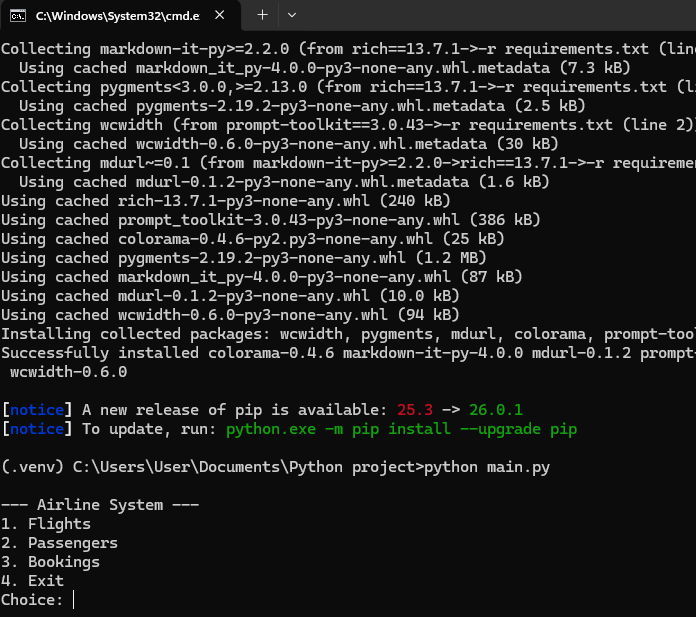 C:\Windows\System32\cmd.e
Collecting markdown-it-py>=2.2.0 (from rich==13.7.1->-r requirements.txt (line
Using cached markdown_it_py-4.0.0-py3-none-any.whl.metadata (7.3 kB)
Collecting pygments<3.0.0,>=2.13.0 (from rich==13.7.1->-r requirements.txt (l
Using cached pygments-2.19.2-py3-none-any.whl.metadata (2.5 kB)
Collecting wcwidth (from prompt-toolkit==3.0.43->-r requirements.txt (line 2))
Using cached wcwidth-0.6.0-py3-none-any.whl.metadata (30 kB)
Collecting mdurl~=0.1 (from markdown-it-py>=2.2.0->rich==13.7.1->-r requireme
Using cached mdurl-0.1.2-py3-none-any.whl.metadata (1.6 kB)
Using cached rich-13.7.1-py3-none-any.whl (240 kB)
Using cached prompt_toolkit-3.0.43-py3-none-any.whl (386 kB)
Using cached colorama-0.4.6-py2.py3-none-any.whl (25 kB)
Using cached pygments-2.19.2-py3-none-any.whl (1.2 MB)
Using cached markdown_it_py-4.0.0-py3-none-any.whl (87 kB)
Using cached mdurl-0.1.2-py3-none-any.whl (10.0 kB)
Using cached wcwidth-0.6.0-py3-none-any.whl (94 kB)
Installing collected packages: wcwidth, pygments, mdurl, colorama, prompt-tool
Successfully installed colorama-0.4.6 markdown-it-py-4.0.0 mdurl-0.1.2 prompt-
wcwidth-0.6.0
[notice] A new release of pip is available: 25.3 -> 26.0.1
[notice] To update, run: python.exe -m pip install --upgrade pip
(.venv) C:\Users\User\Documents\Python project>python main.py
--- Airline System ---
1. Flights
2. Passengers
3. Bookings
4. Exit
Choice: